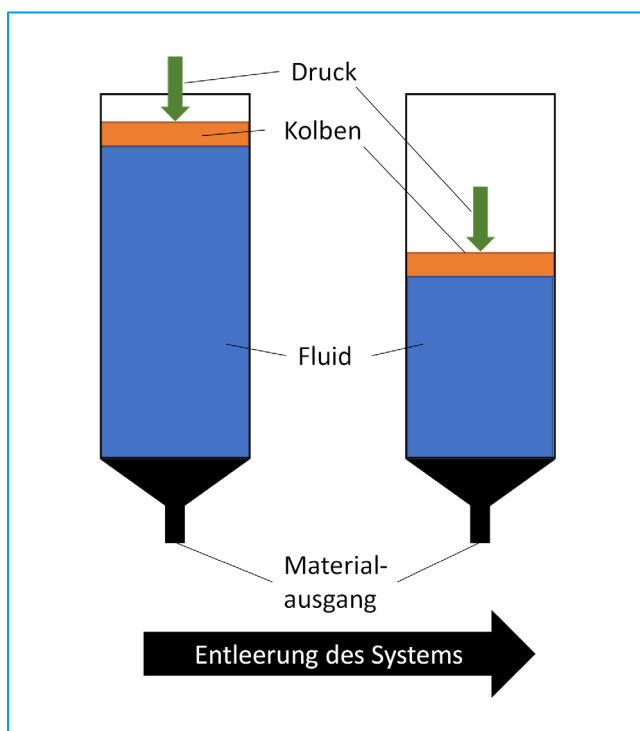 Druck
Kolben
Fluid
Material-
ausgang
Entleerung des Systems